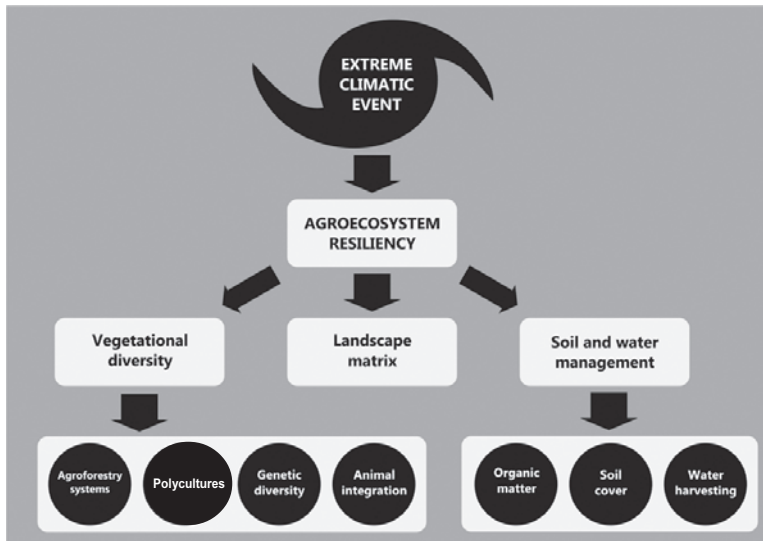 EXTREME
CLIMATIC
EVENT
AGROECOSYSTEM
RESILIENCY
Vegetational
diversity
Landscape
matrix
Soil and water
management
Agroforestry
systems
Polycultures
Genetic
diversity
Animal
integration
Organic
matter
Soil
cover
Water
harvesting